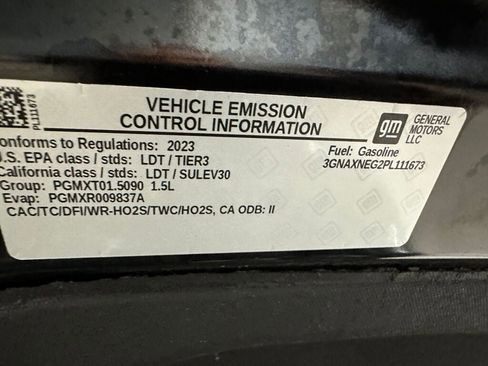 PL111673
VEHICLE EMISSION
CONTROL INFORMATION
gm
GENERAL
MOTORS
LLC
onforms to Regulations: 2023
Fuel: Gasoline
U.S. EPA class / stds: LDT / TIER3
3GNAXNEG2PL111673
California class / stds: LDT / SULEV30
Group: PGMXT01.5090 1.5L
Evap: PGMXR009837A
CAC/TC/DFI/WR-HO2S/TWC/HO2S, CA ODB: II